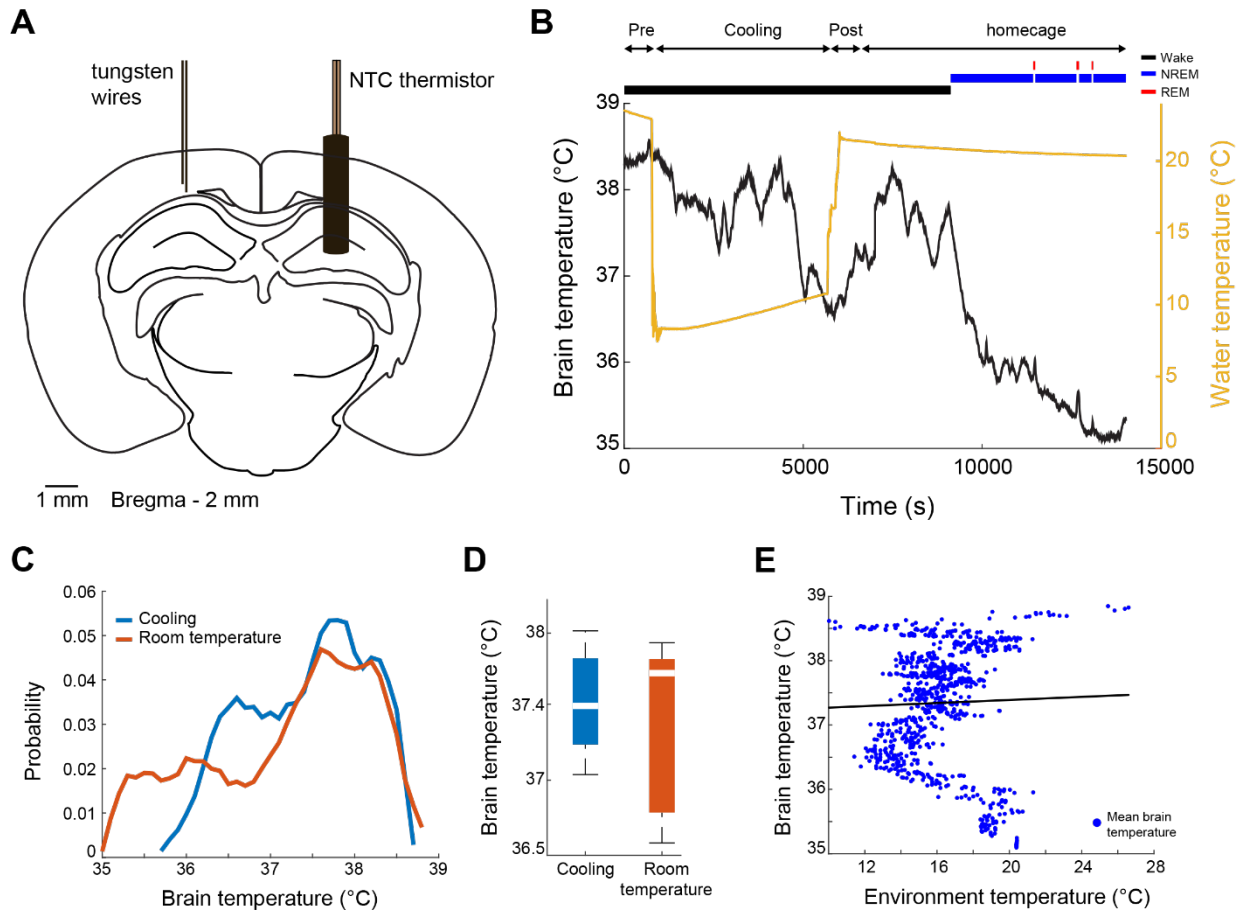 A
tungsten
wires
NTC thermistor
1 mm Bregma - 2 mm
B
Pre
Cooling
Post
homecage
Wake
NREM
REM
39
38
37
36
35
Brain temperature (°C)
20
15
10
5
0
Water temperature (°C)
0
5000
10000
15000
Time (s)
C
0.06
0.05
0.04
0.03
0.02
0.01
0
Probability
Cooling
Room temperature
35
36
37
38
39
Brain temperature (°C)
D
38
37.4
37
36.5
Brain temperature (°C)
Cooling
Room
temperature
E
39
38
37
36
35
Brain temperature (°C)
Mean brain
temperature
12
16
20
24
28
Environment temperature (°C)